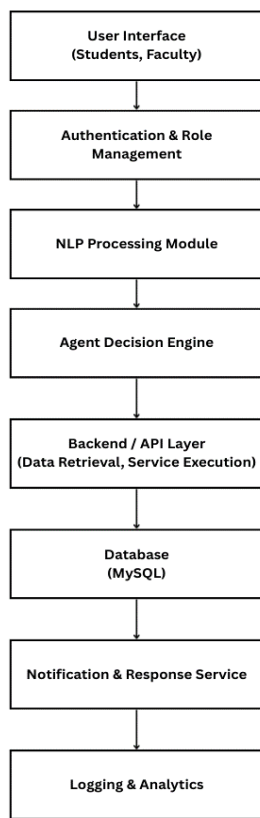 User Interface
(Students, Faculty)
Authentication & Role
Management
NLP Processing Module
Agent Decision Engine
Backend / API Layer
(Data Retrieval, Service Execution)
Database
(MySQL)
Notification & Response Service
Logging & Analytics